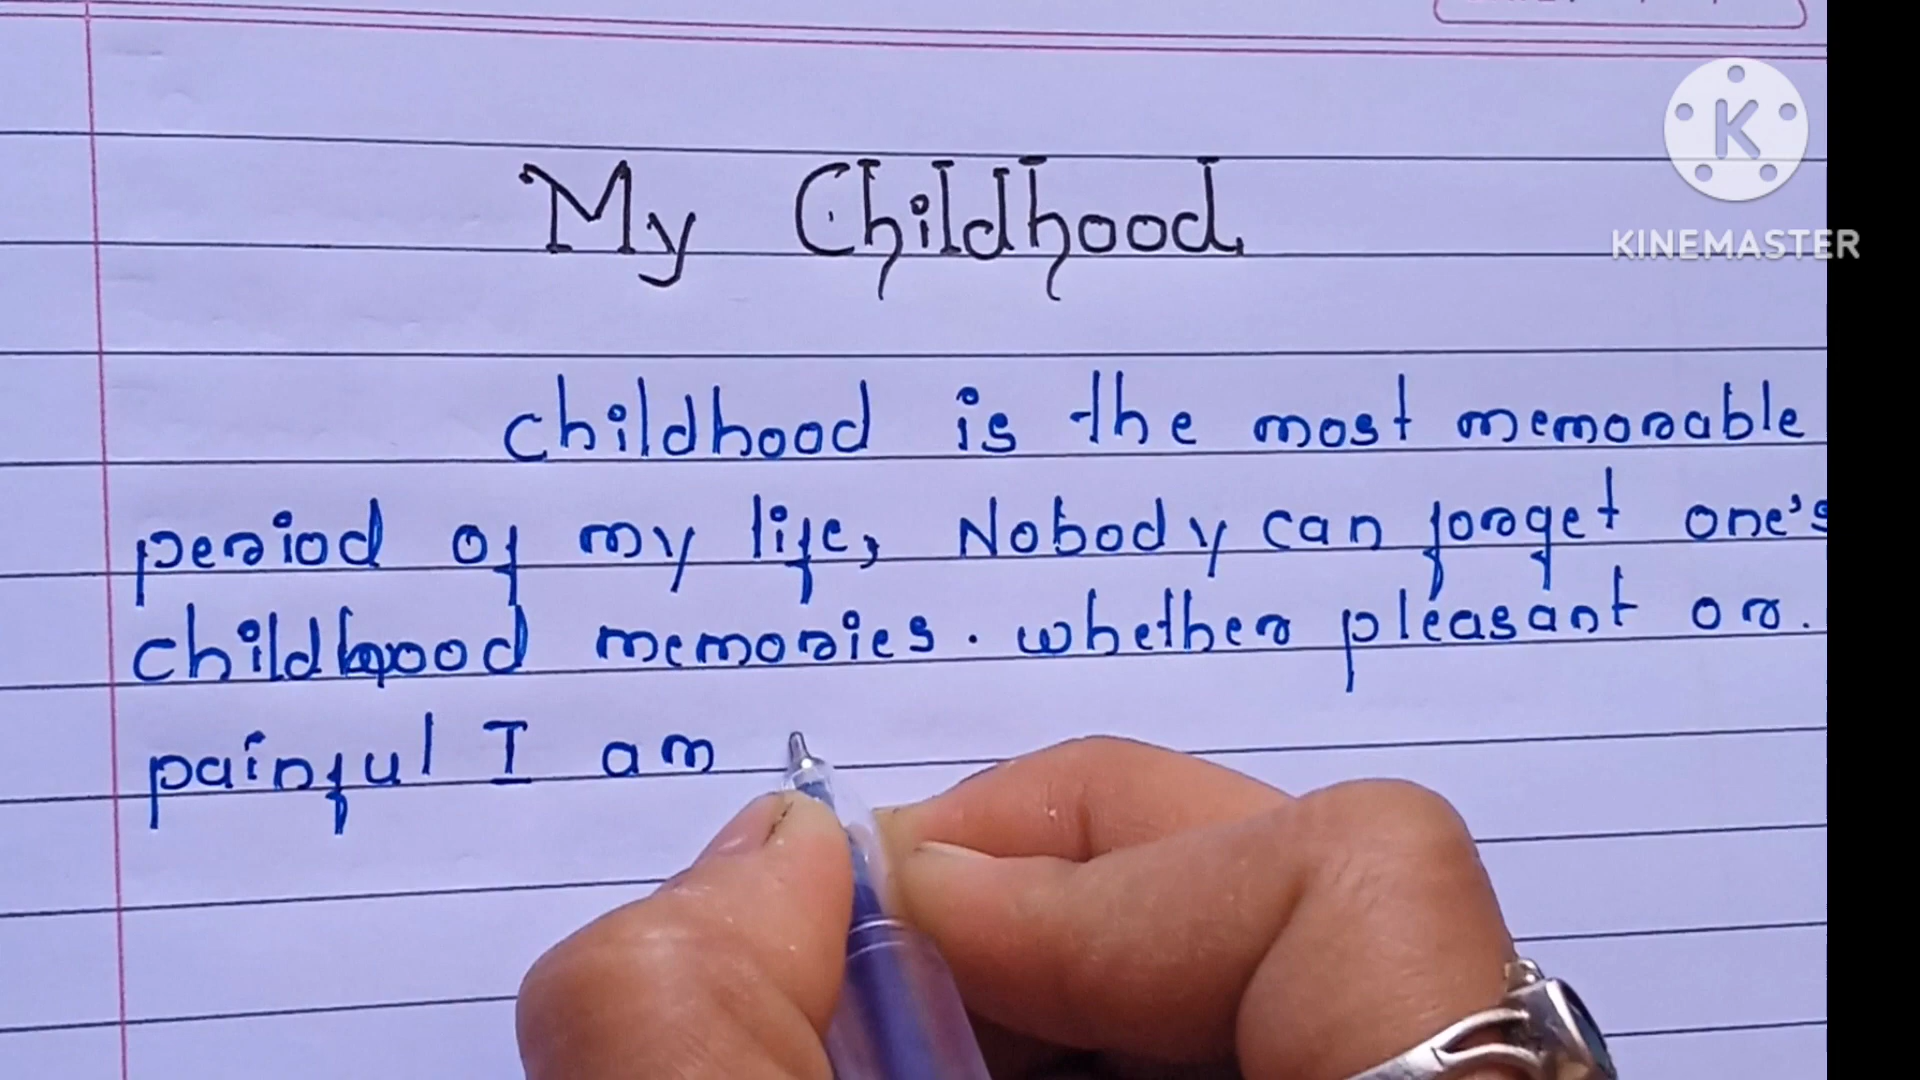 My Childhood
K
KINEMASTER
childhood is the most memorable
period of my life, Nobody can forget one's
childhood memories. whether pleasant or.
painful I am